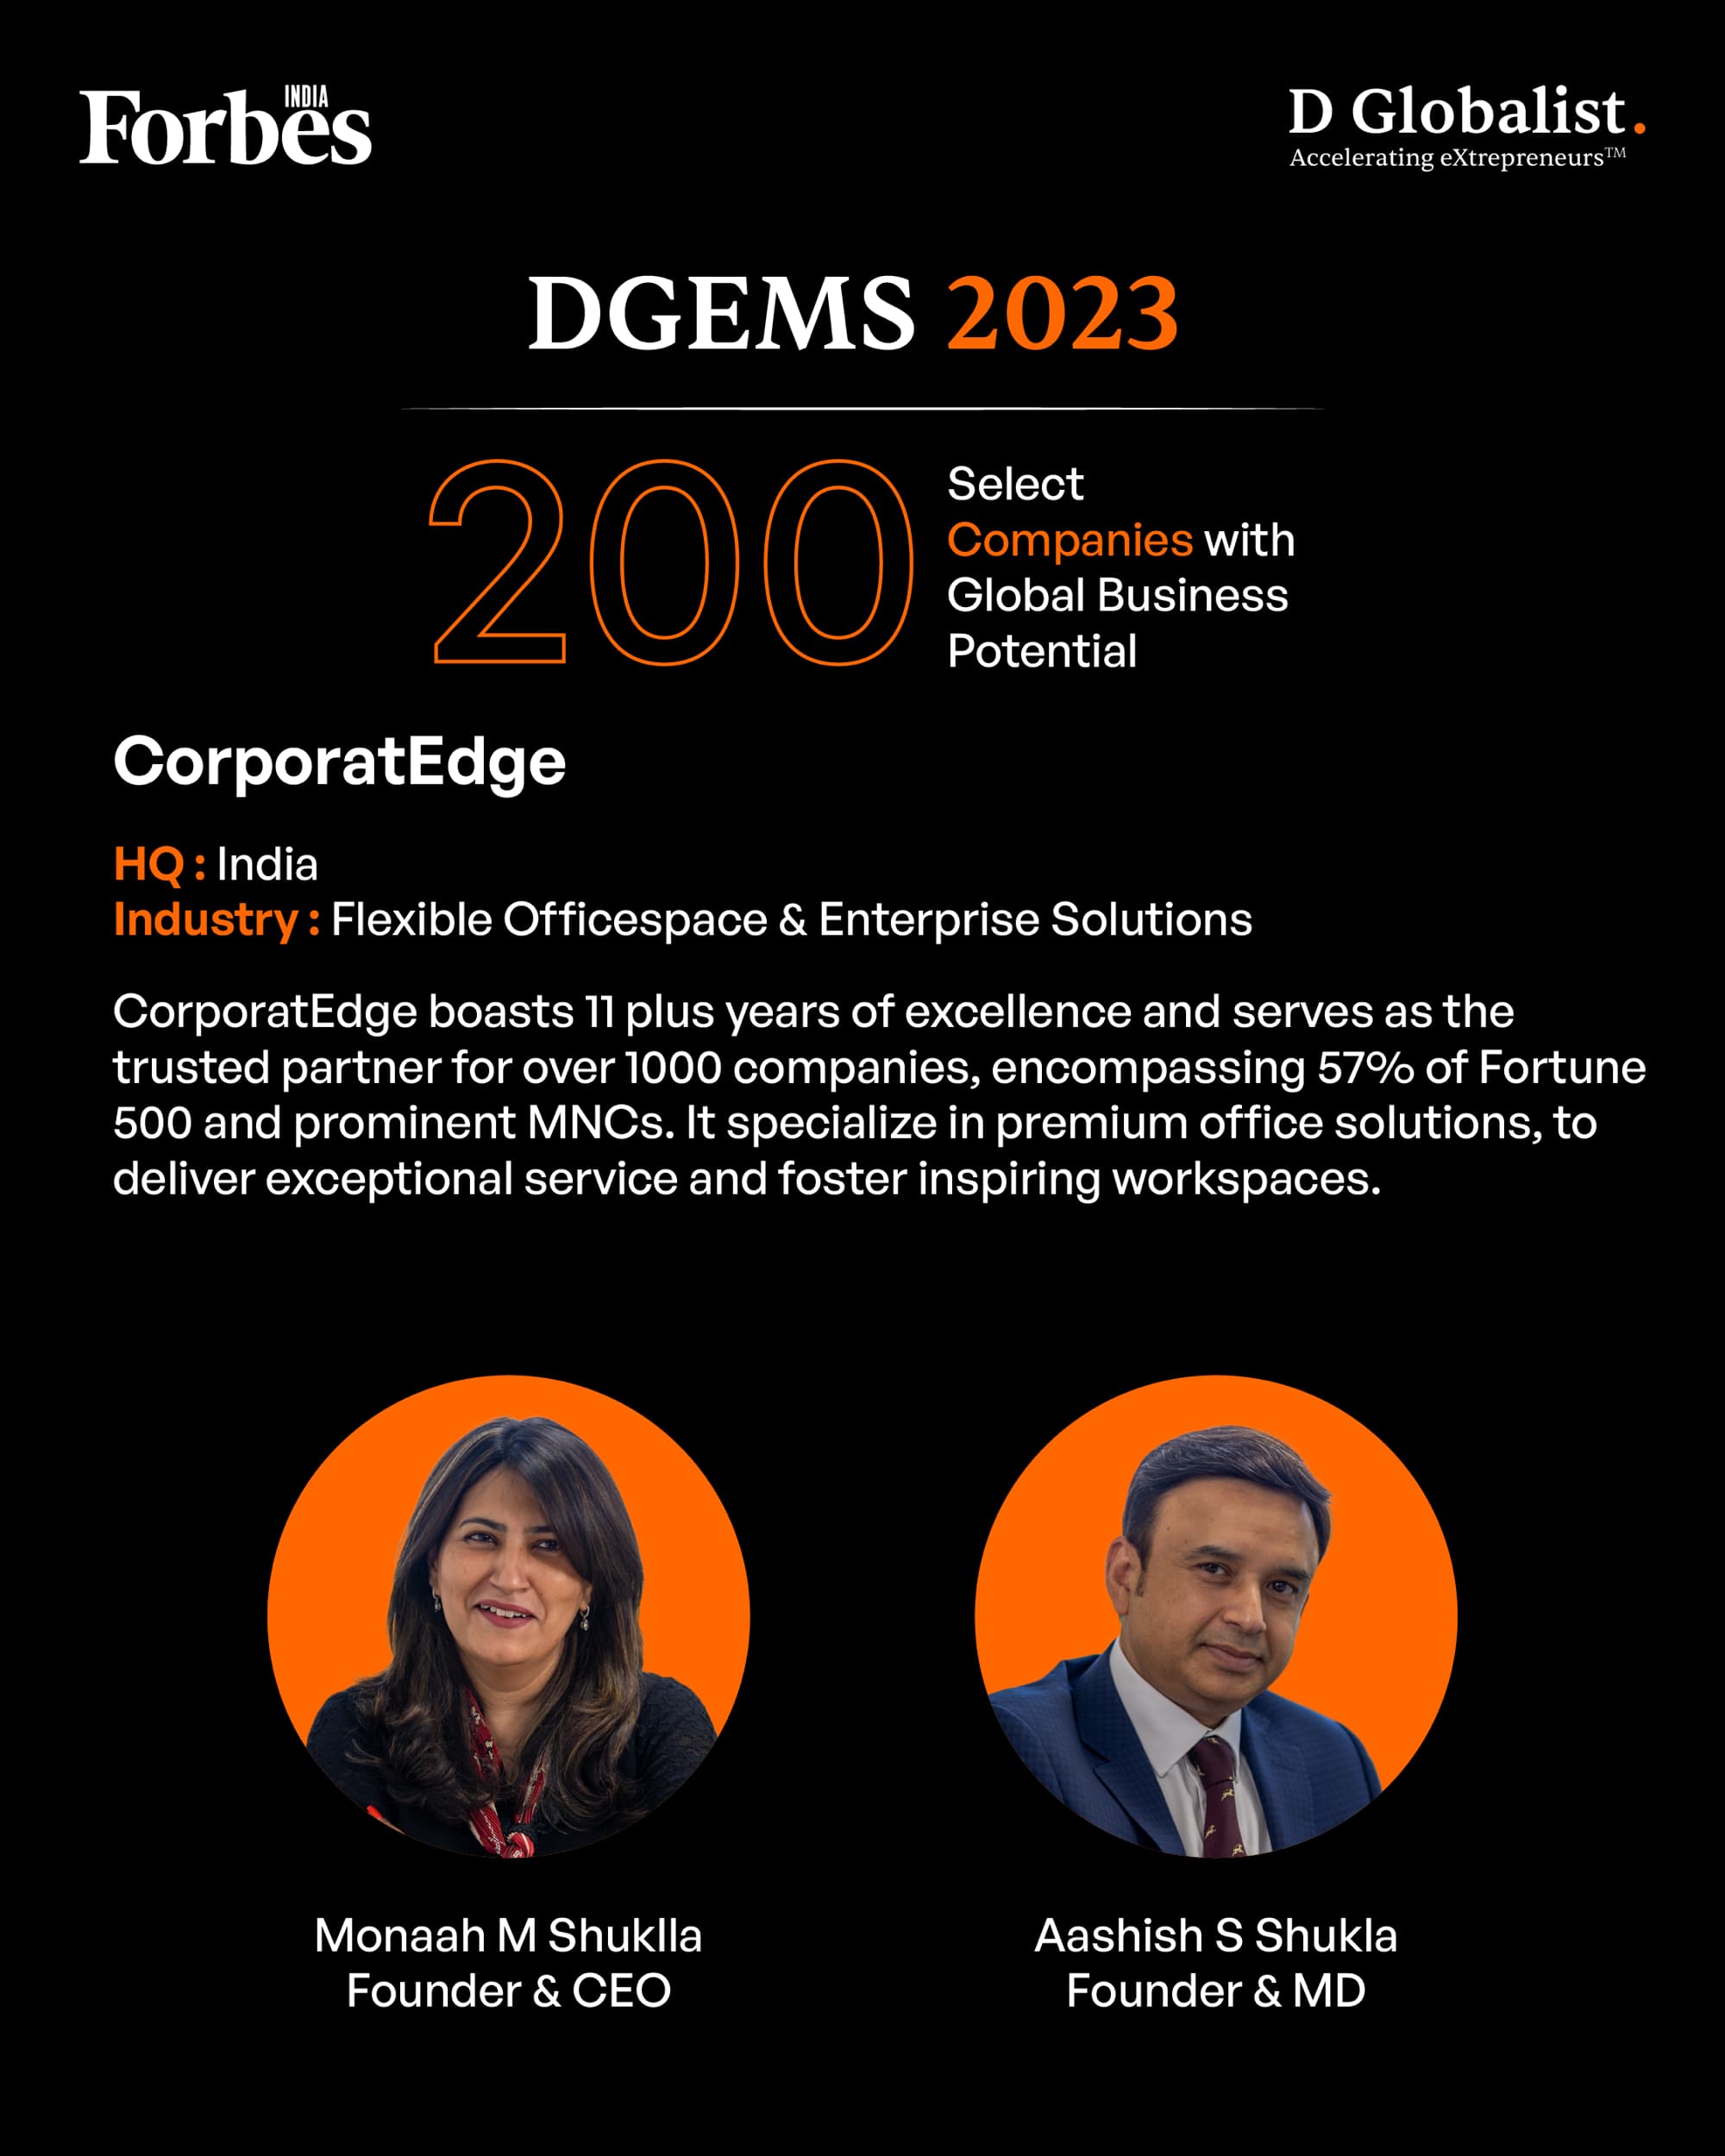 Forbes INDIA
D Globalist.
Accelerating eXtrepreneurs™
DGEMS 2023
200
Select
Companies with
Global Business
Potential
CorporatEdge
HQ : India
Industry : Flexible Officespace & Enterprise Solutions
CorporatEdge boasts 11 plus years of excellence and serves as the
trusted partner for over 1000 companies, encompassing 57% of Fortune
500 and prominent MNCs. It specialize in premium office solutions, to
deliver exceptional service and foster inspiring workspaces.
Monaah M Shuklla
Founder & CEO
Aashish S Shukla
Founder & MD